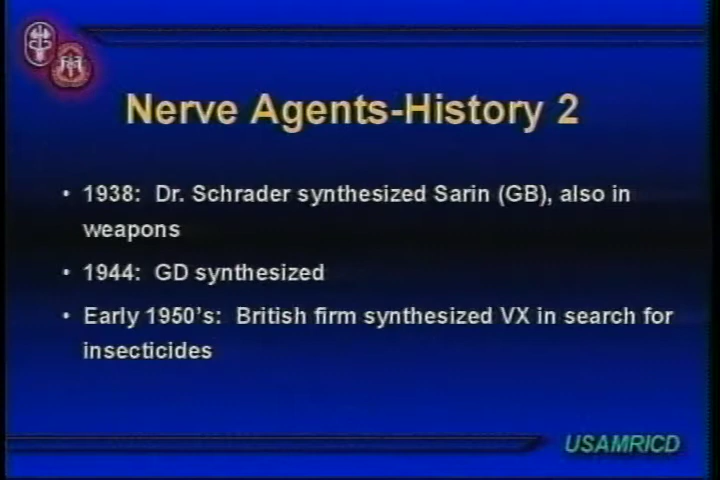 Nerve Agents-History 2
• 1938: Dr. Schrader synthesized Sarin (GB), also in
weapons
• 1944: GD synthesized
• Early 1950's: British firm synthesized VX in search for
insecticides
USAMRICD